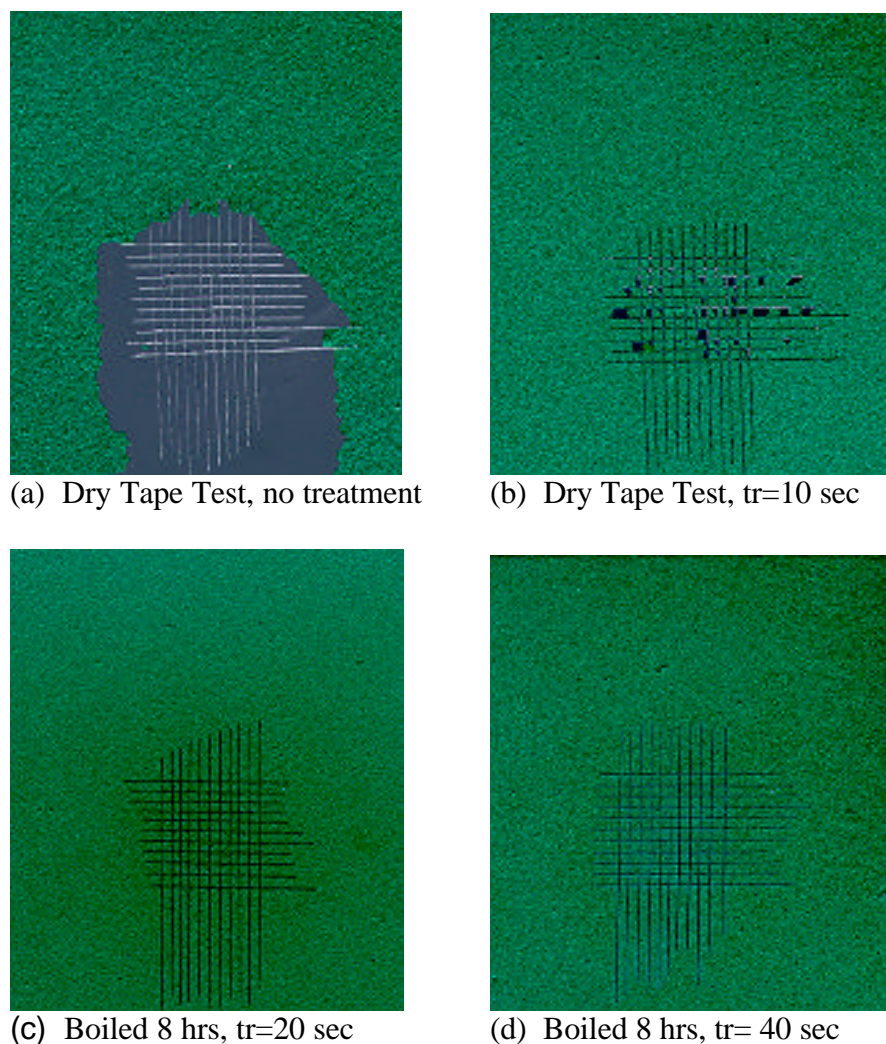 (a) Dry Tape Test, no treatment
(b) Dry Tape Test, tr=10 sec
(c) Boiled 8 hrs, tr=20 sec
(d) Boiled 8 hrs, tr= 40 sec